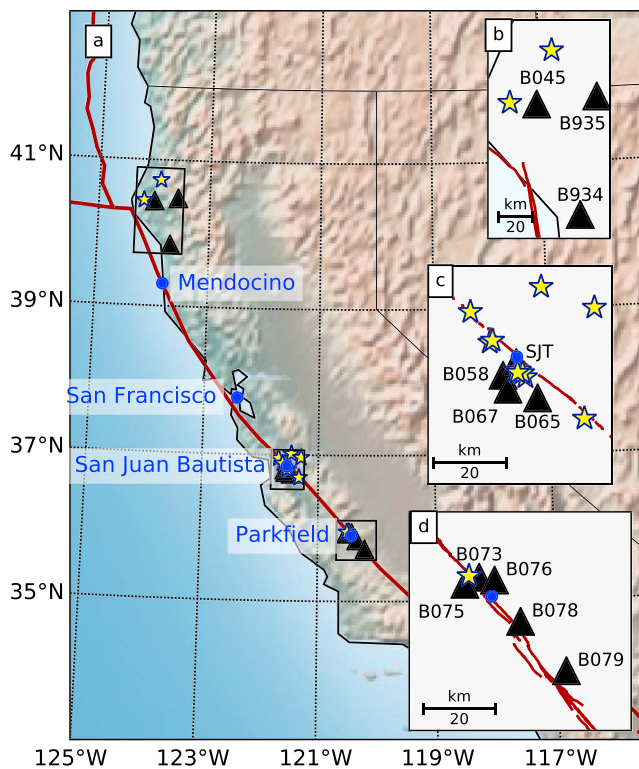 a
b
B045
B935
B934
km
20
41°N
Mendocino
39°N
c
SJT
B058
B067
B065
km
20
San Francisco
37°N
San Juan Bautista
Parkfield
d
B073
B076
B075
B078
B079
km
20
35°N
125°W
123°W
121°W
119°W
117°W